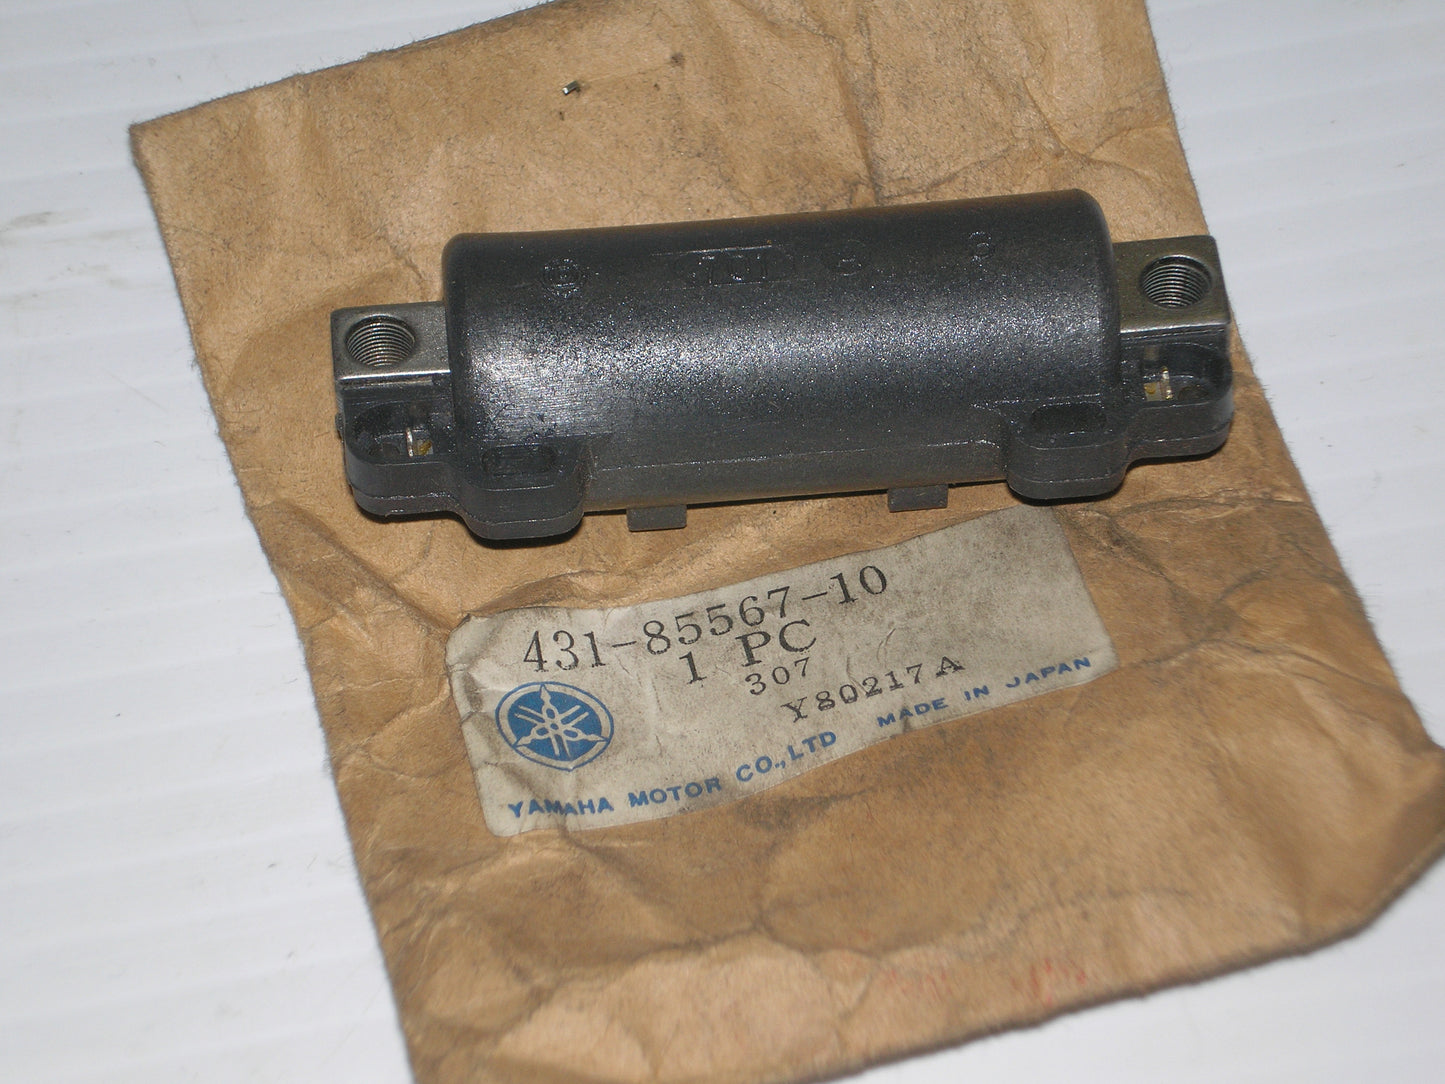 431-85567-10
1 PC
307
Y80217A
YAMAHA MOTOR CO., LTD MADE IN JAPAN